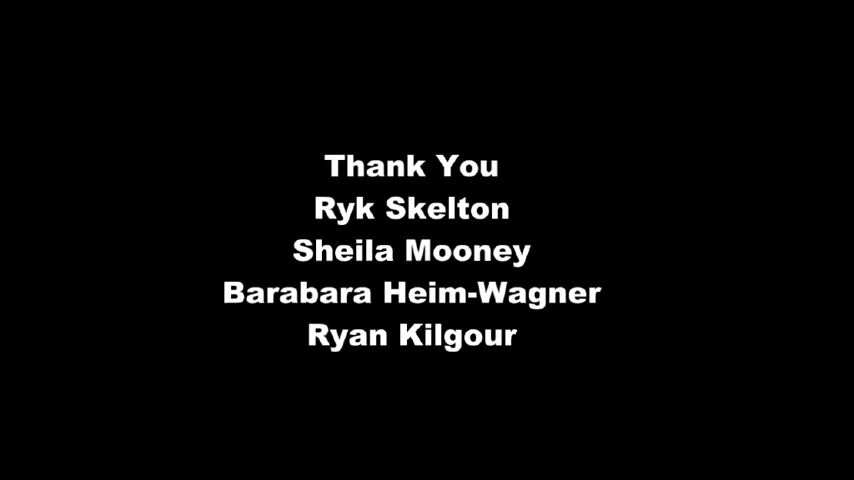 Thank You
Ryk Skelton
Sheila Mooney
Barabara Heim-Wagner
Ryan Kilgour